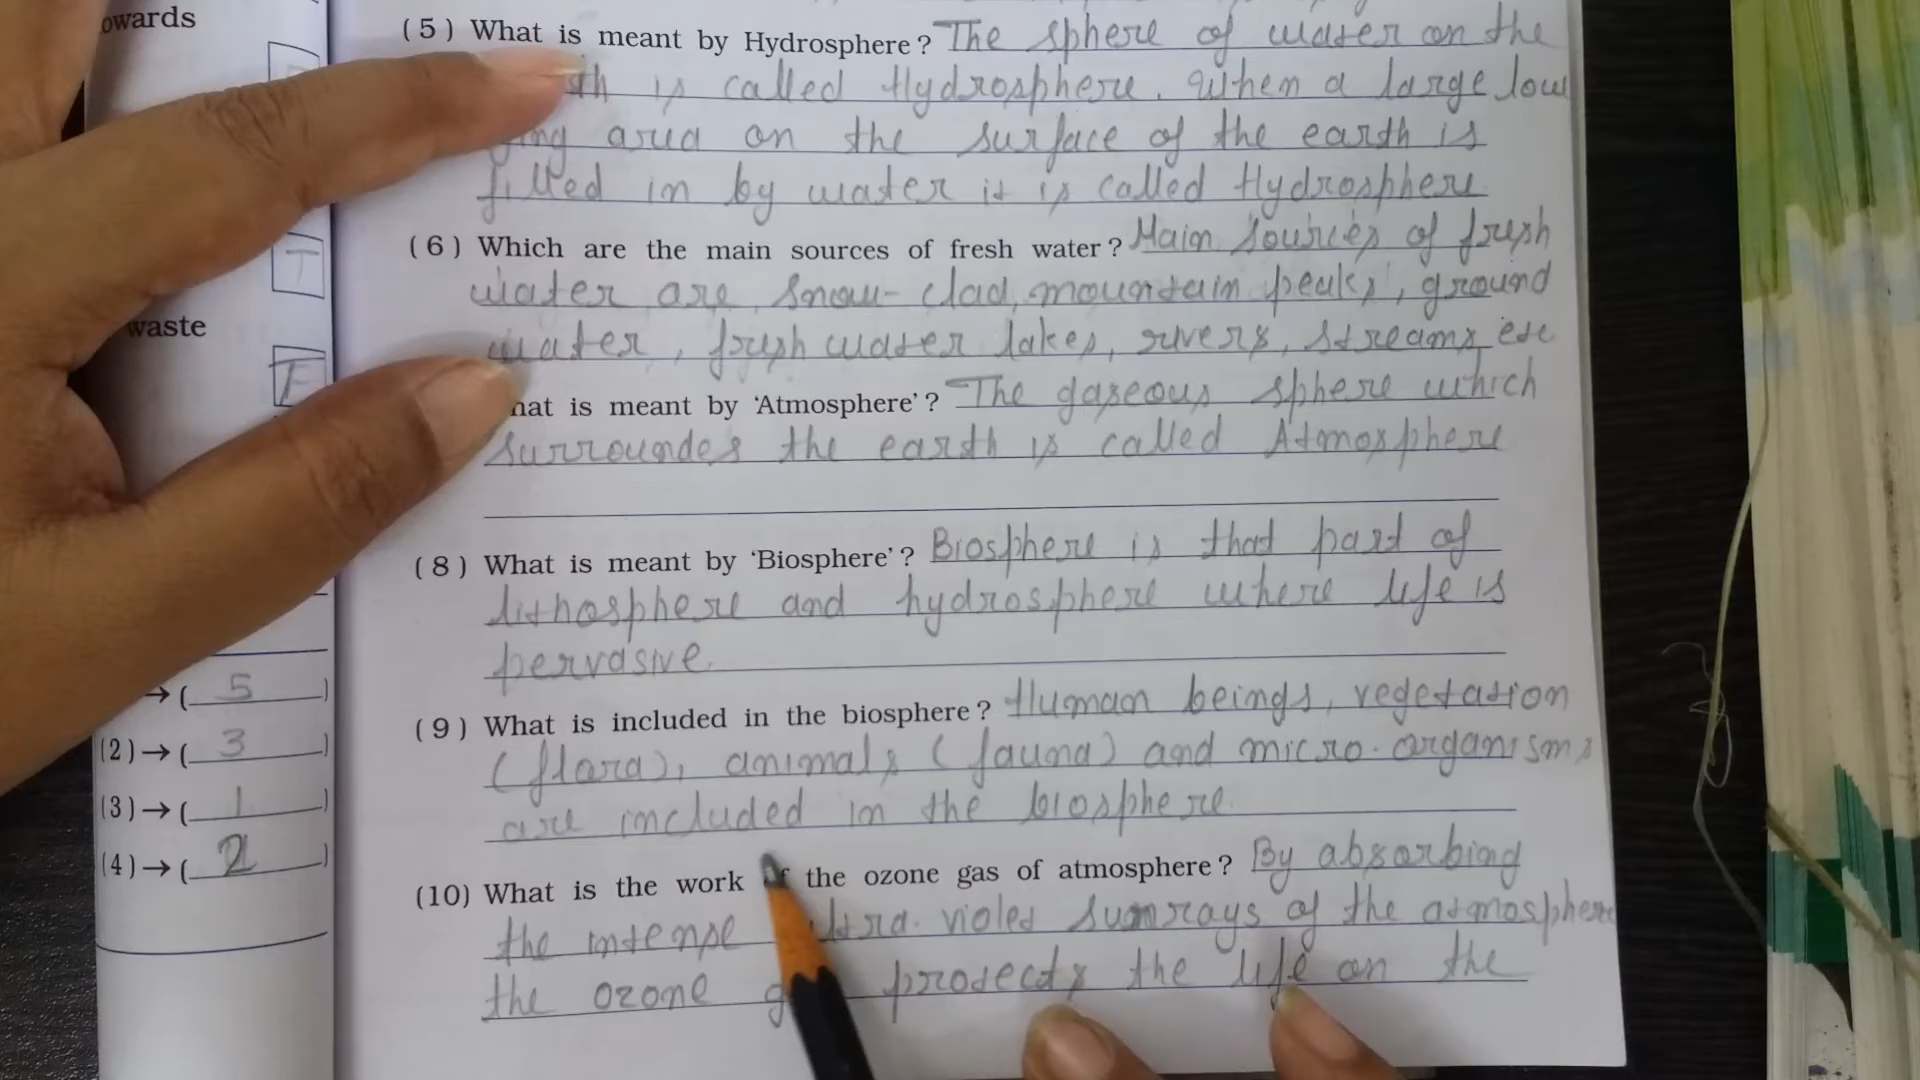 owards
T
waste
F
→ ( 5 )
(2) → ( 3 )
(3) → ( 1 )
(4) → ( 2 )
(5) What is meant by Hydrosphere? The sphere of water on the
th is called Hydrosphere. When a large low
area on the surface of the earth is
filled in by water it is called Hydrosphere
(6) Which are the main sources of fresh water? Main sources of fresh
water are snow-clad mountain peaks, ground
water, fresh water lakes, rivers, streams etc
hat is meant by 'Atmosphere'? The gaseous sphere which
surroundes the earth is called Atmosphere
(8) What is meant by 'Biosphere'? Biosphere is that part of
lithosphere and hydrosphere where life is
pervasive.
(9) What is included in the biosphere? Human beings, vegetation
(flora), animals (fauna) and micro-organisms
are included in the biosphere.
(10) What is the work the ozone gas of atmosphere? By absorbing
the intense ultra-violet sunrays of the atmosphere
the ozone protects the life on the